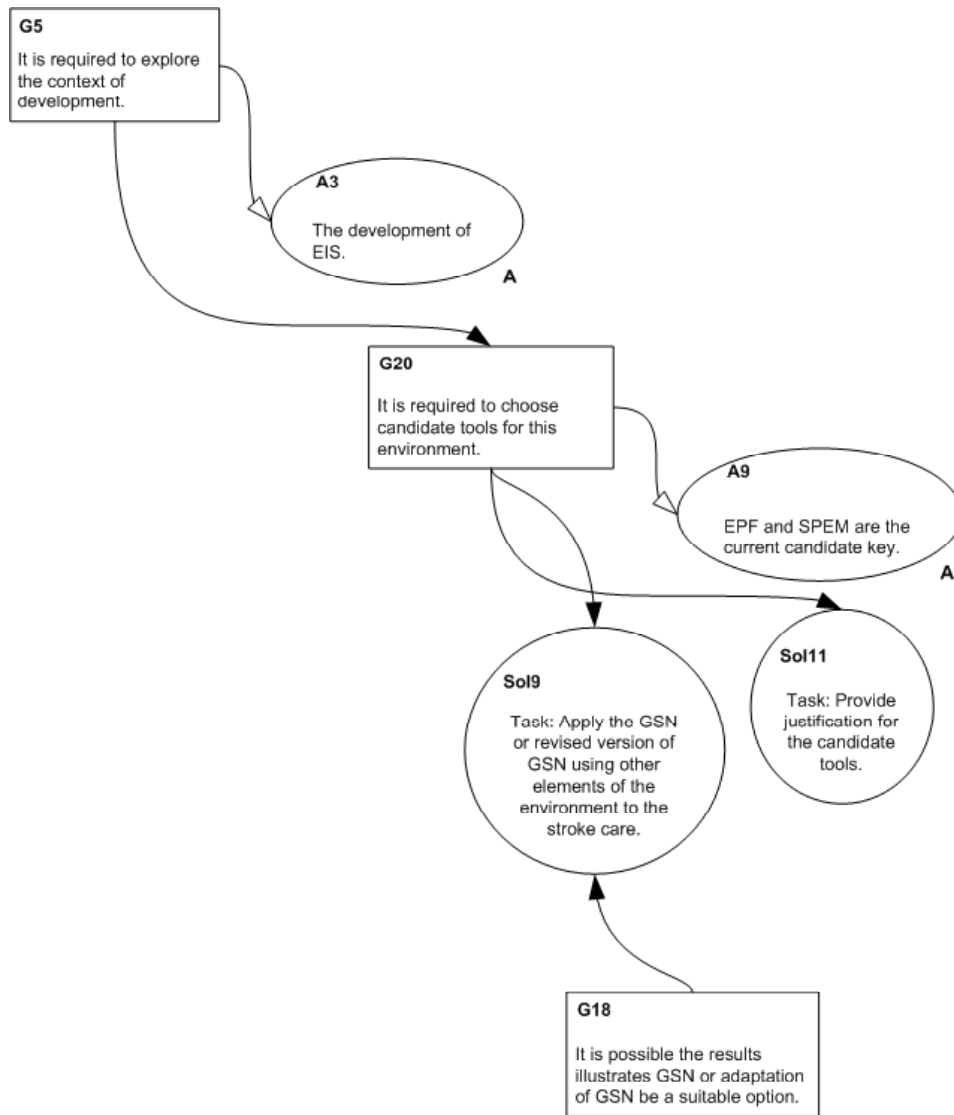 G5
It is required to explore
the context of
development.
A3
The development of
EIS.
A
G20
It is required to choose
candidate tools for this
environment.
A9
EPF and SPEM are the
current candidate key.
A
Sol9
Task: Apply the GSN
or revised version of
GSN using other
elements of the
environment to the
stroke care.
Sol11
Task: Provide
justification for
the candidate
tools.
G18
It is possible the results
illustrates GSN or adaptation
of GSN be a suitable option.